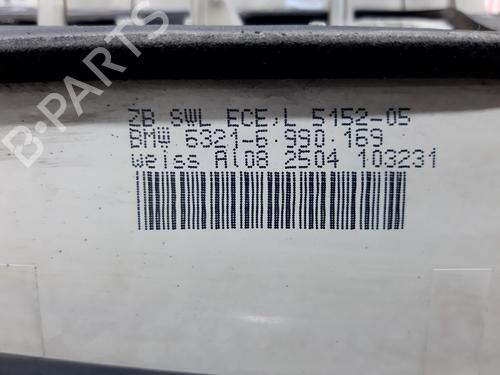 B-PARTS
ZB SWL ECE,L 5152-05
BMW 6321-6 990 169
weiss Al08 2504 103231